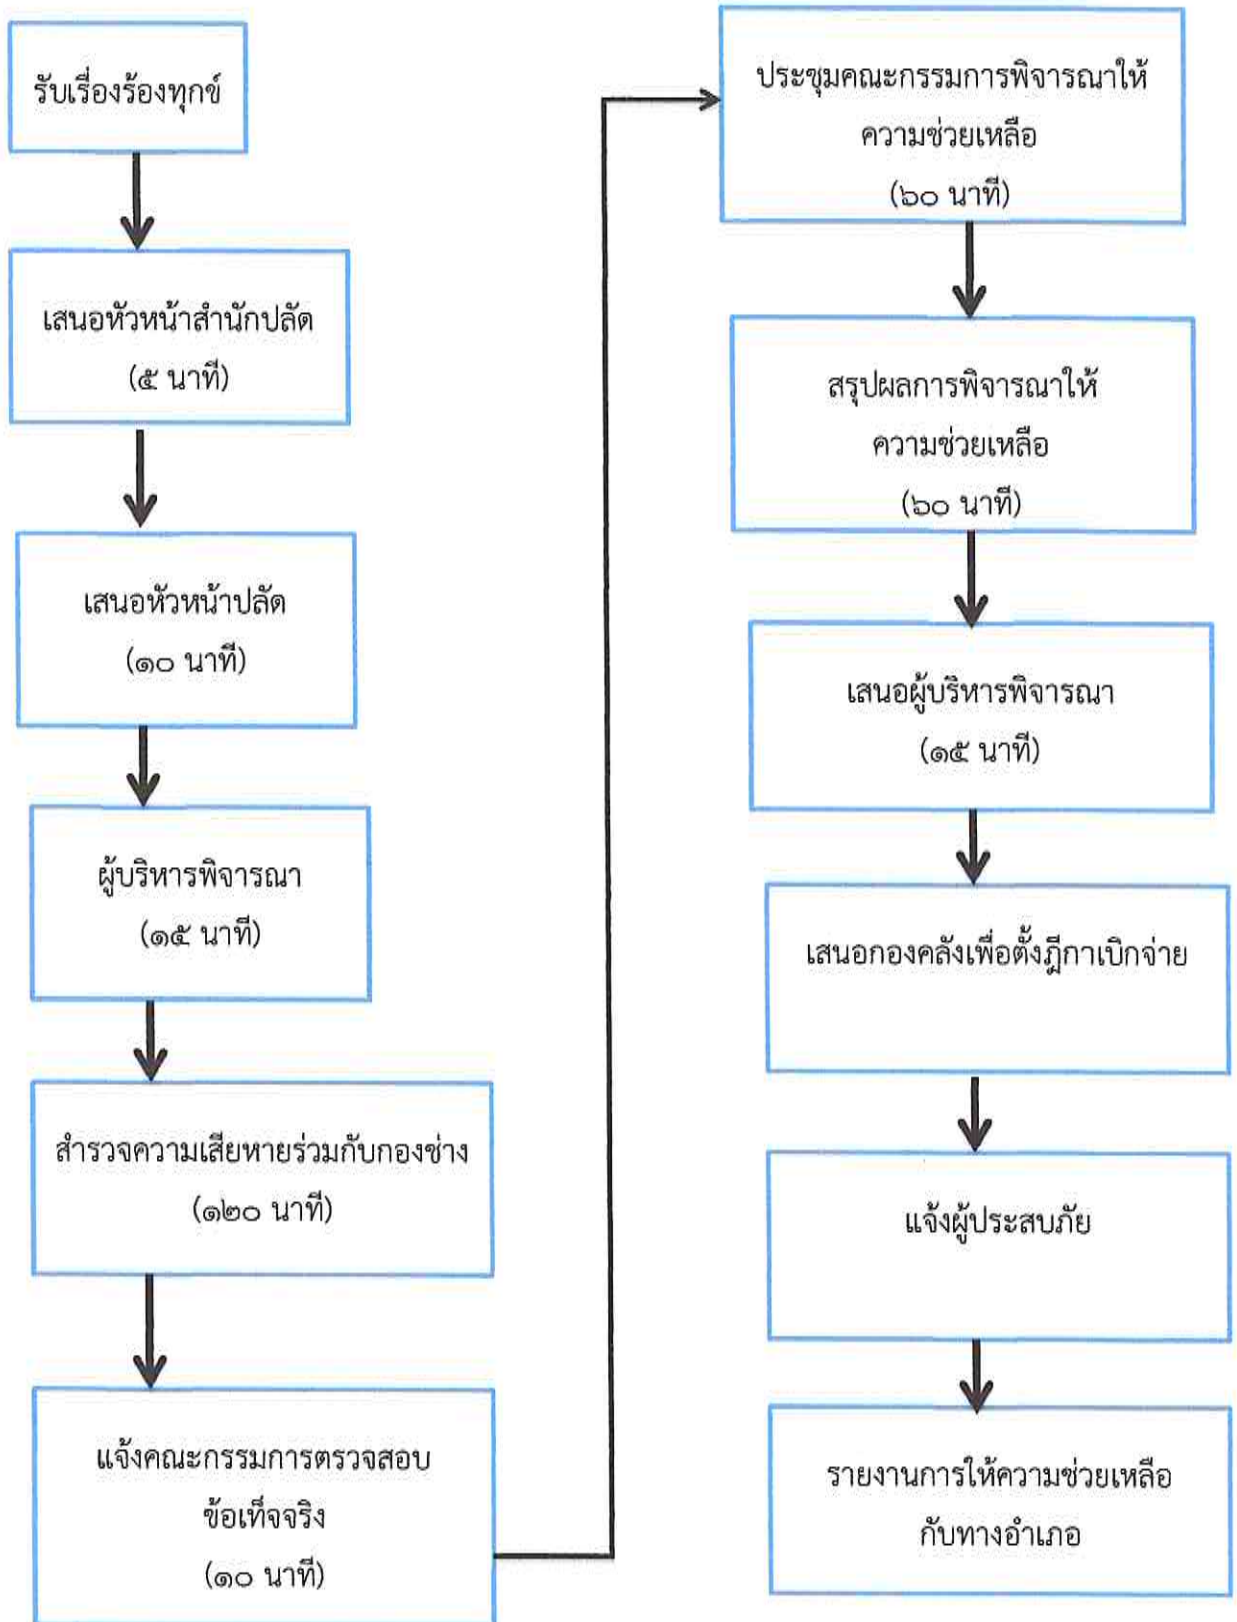 รับเรื่องร้องทุกข์
เสนอหัวหน้าสำนักปลัด
(๕ นาที)
เสนอหัวหน้าปลัด
(๑๐ นาที)
ผู้บริหารพิจารณา
(๑๕ นาที)
สำรวจความเสียหายร่วมกับกองช่าง
(๑๒๐ นาที)
แจ้งคณะกรรมการตรวจสอบ
ข้อเท็จจริง
(๑๐ นาที)
ประชุมคณะกรรมการพิจารณาให้
ความช่วยเหลือ
(๖๐ นาที)
สรุปผลการพิจารณาให้
ความช่วยเหลือ
(๖๐ นาที)
เสนอผู้บริหารพิจารณา
(๑๕ นาที)
เสนอกองคลังเพื่อตั้งฎีกาเบิกจ่าย
แจ้งผู้ประสบภัย
รายงานการให้ความช่วยเหลือ
กับทางอำเภอ